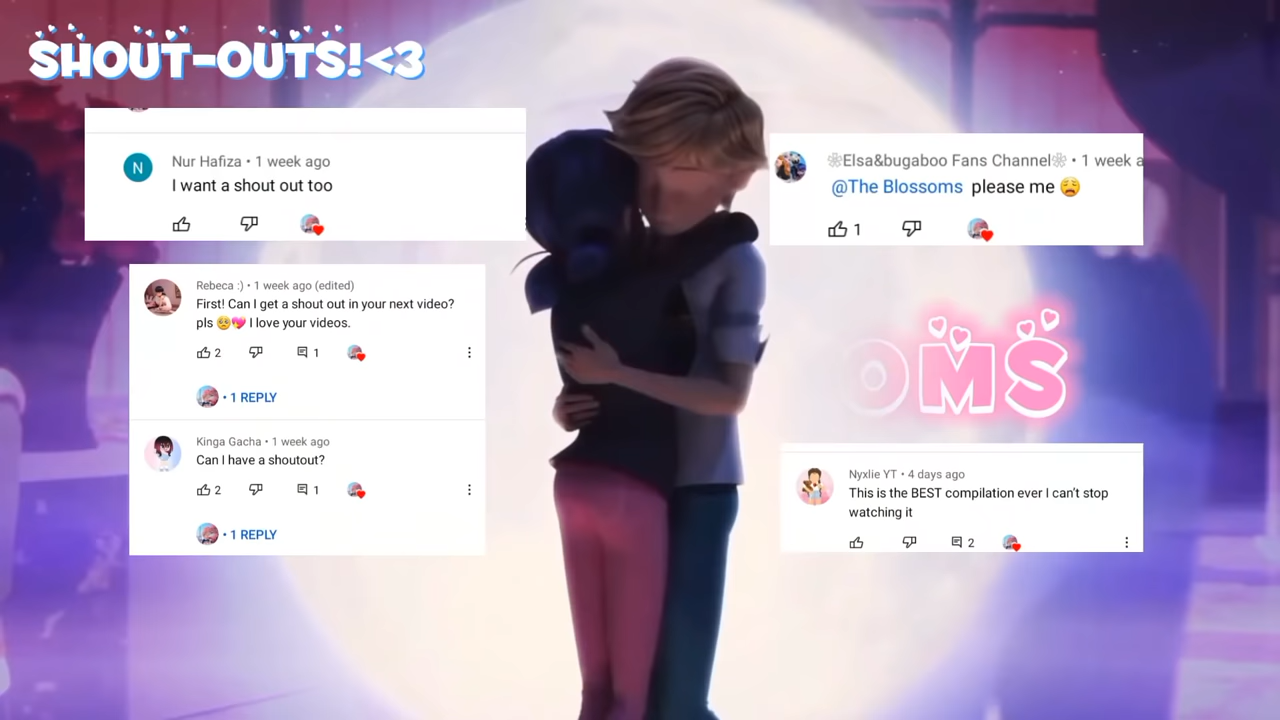 SHOUT-OUTS!<3
N
Nur Hafiza • 1 week ago
I want a shout out too
Rebeca :) • 1 week ago (edited)
First! Can I get a shout out in your next video?
pls 🥺💖 I love your videos.
2 1
• 1 REPLY
Kinga Gacha • 1 week ago
Can I have a shoutout?
2 1
• 1 REPLY
❀Elsa&bugaboo Fans Channel❀ • 1 week a
@The Blossoms please me 😩
1
OMS
Nyxlie YT • 4 days ago
This is the BEST compilation ever I can't stop
watching it
2